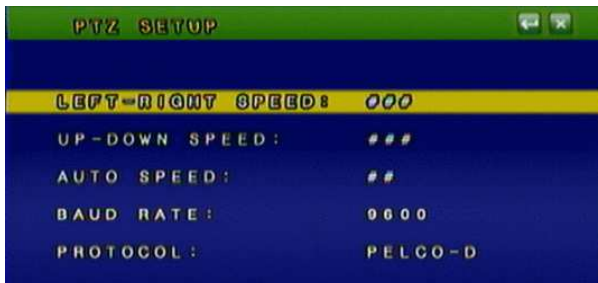 PTZ SETUP
LEFT-RIGHT SPEED: ###
UP-DOWN SPEED: ###
AUTO SPEED: ##
BAUD RATE: 9600
PROTOCOL: PELCO-D